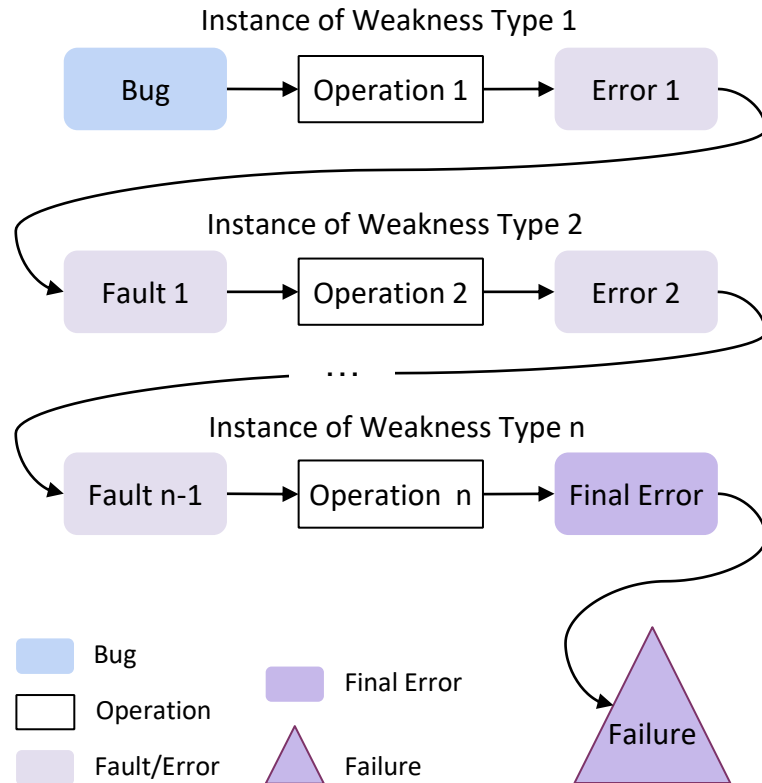 Instance of Weakness Type 1
Bug
Operation 1
Error 1
Instance of Weakness Type 2
Fault 1
Operation 2
Error 2
...
Instance of Weakness Type n
Fault n-1
Operation n
Final Error
Bug
Operation
Fault/Error
Final Error
Failure
Failure